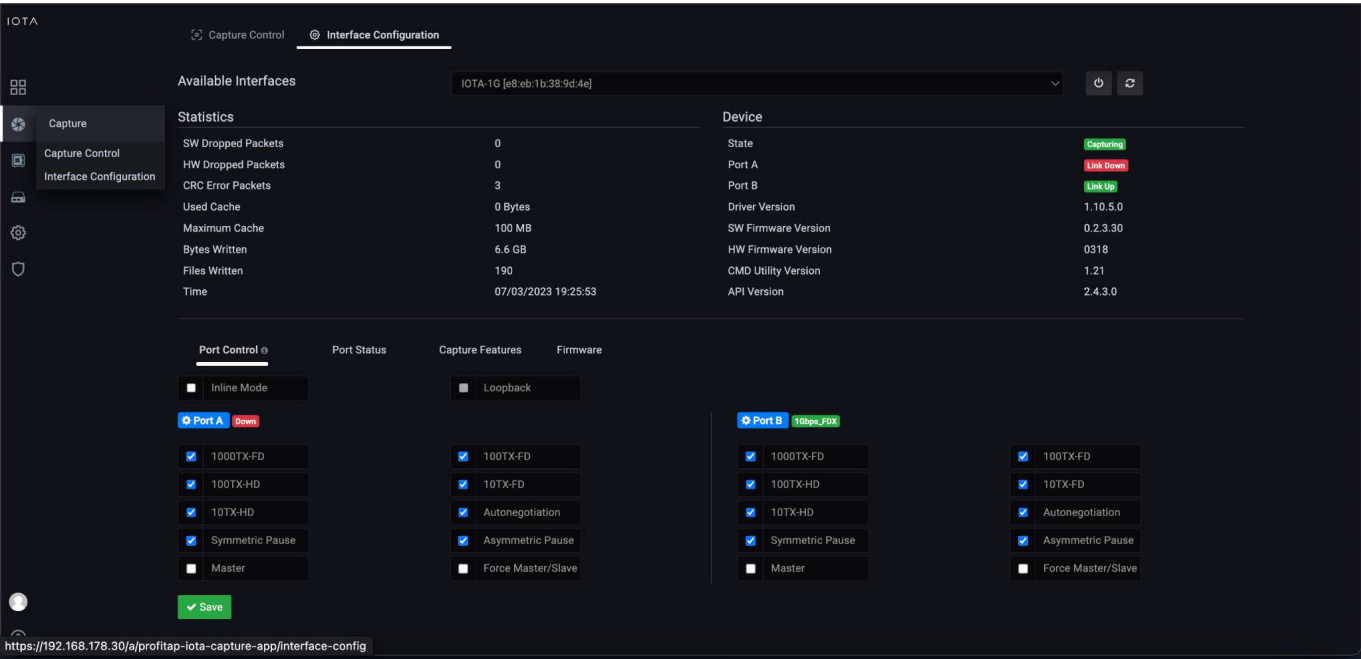 IOTA
Capture Control
Interface Configuration
Available Interfaces
IOTA-1G [e8:eb:1b:38:9d:4e]
Capture
Capture Control
Interface Configuration
Statistics
SW Dropped Packets 0
HW Dropped Packets 0
CRC Error Packets 3
Used Cache 0 Bytes
Maximum Cache 100 MB
Bytes Written 6.6 GB
Files Written 190
Time 07/03/2023 19:25:53
Device
State Capturing
Port A Link Down
Port B Link Up
Driver Version 1.10.5.0
SW Firmware Version 0.2.3.30
HW Firmware Version 0318
CMD Utility Version 1.21
API Version 2.4.3.0
Port Control Port Status Capture Features Firmware
Inline Mode Loopback
Port A Down
1000TX-FD 100TX-FD
100TX-HD 10TX-FD
10TX-HD Autonegotiation
Symmetric Pause Asymmetric Pause
Master Force Master/Slave
Port B 1Gbps_FDX
1000TX-FD 100TX-FD
100TX-HD 10TX-FD
10TX-HD Autonegotiation
Symmetric Pause Asymmetric Pause
Master Force Master/Slave
Save
https://192.168.178.30/a/profitap-iota-capture-app/interface-config